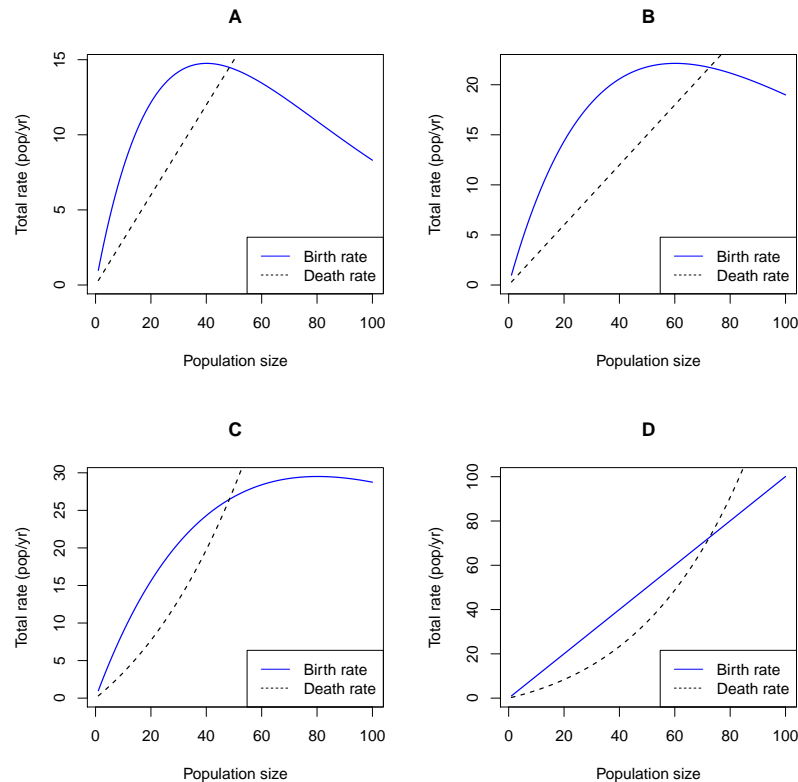 A
Total rate (pop/yr)
15
10
5
0
Birth rate
Death rate
0 20 40 60 80 100
Population size
B
Total rate (pop/yr)
20
15
10
5
0
Birth rate
Death rate
0 20 40 60 80 100
Population size
C
Total rate (pop/yr)
30
25
20
15
10
5
0
Birth rate
Death rate
0 20 40 60 80 100
Population size
D
Total rate (pop/yr)
100
80
60
40
20
0
Birth rate
Death rate
0 20 40 60 80 100
Population size